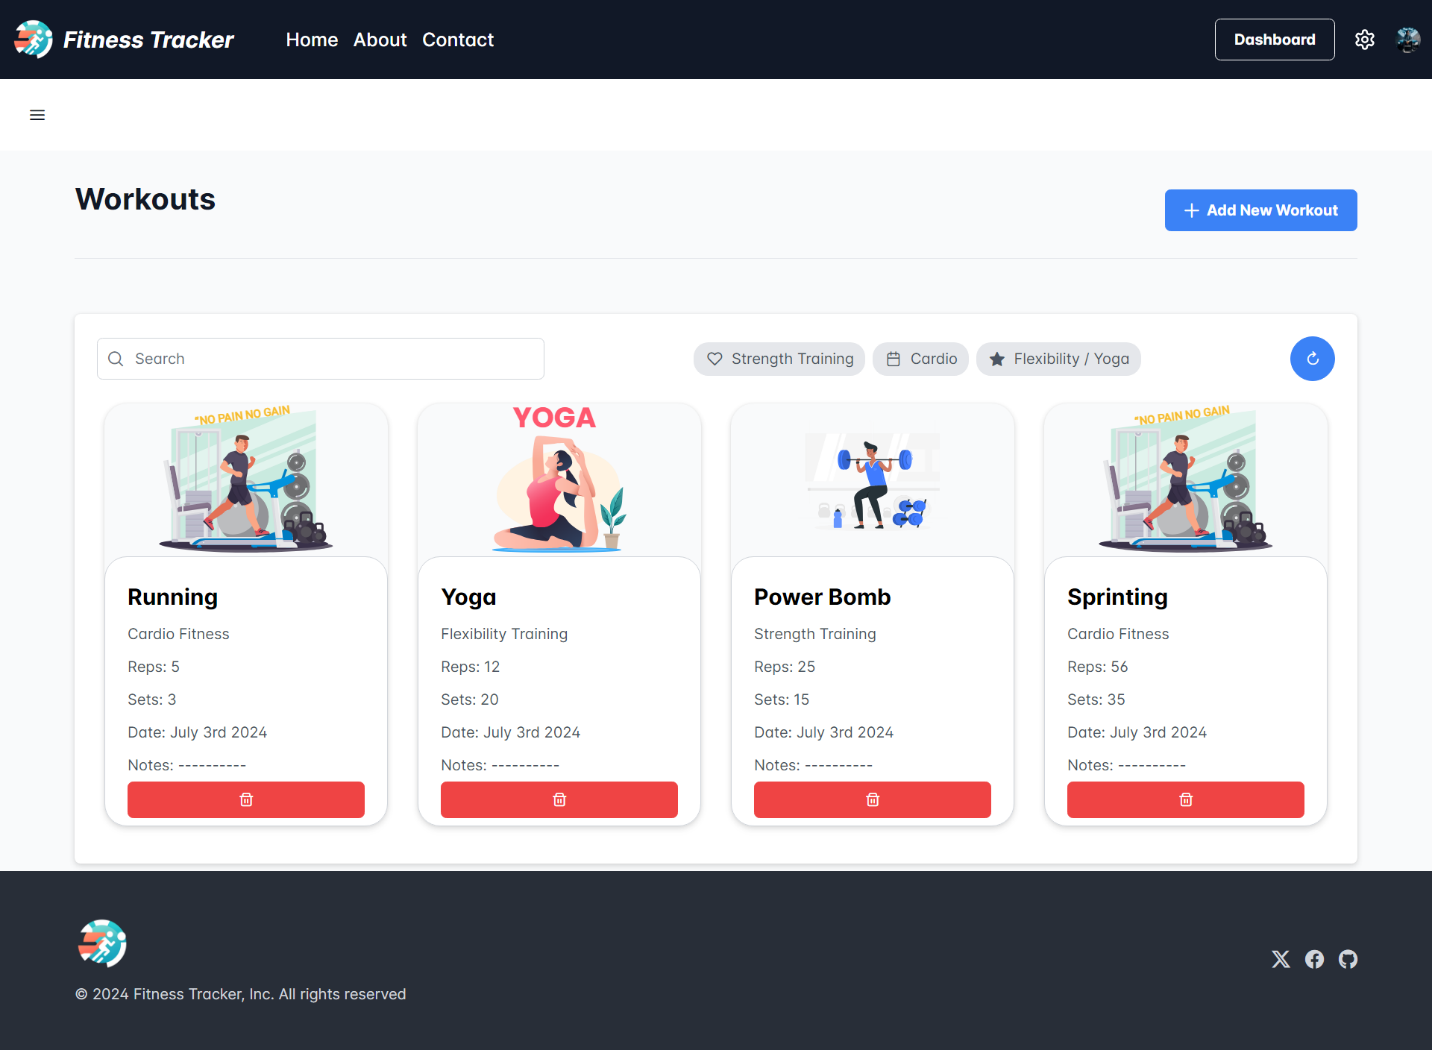 Fitness Tracker
Home About Contact
Dashboard
Workouts
Add New Workout
Search
Strength Training
Cardio
Flexibility / Yoga
"NO PAIN NO GAIN
Running
Cardio Fitness
Reps: 5
Sets: 3
Date: July 3rd 2024
Notes: ----------
YOGA
Yoga
Flexibility Training
Reps: 12
Sets: 20
Date: July 3rd 2024
Notes: ----------
Power Bomb
Strength Training
Reps: 25
Sets: 15
Date: July 3rd 2024
Notes: ----------
"NO PAIN NO GAIN
Sprinting
Cardio Fitness
Reps: 56
Sets: 35
Date: July 3rd 2024
Notes: ----------
© 2024 Fitness Tracker, Inc. All rights reserved